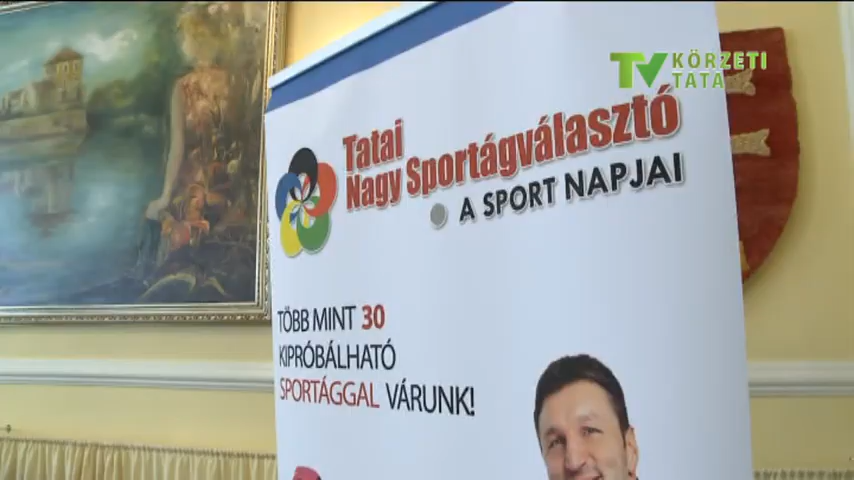 TV KÖRZETI
TATA
Tatai
Nagy Sportágválasztó
A SPORT NAPJAI
TÖBB MINT 30
KIPRÓBÁLHATÓ
SPORTÁGGAL VÁRUNK!